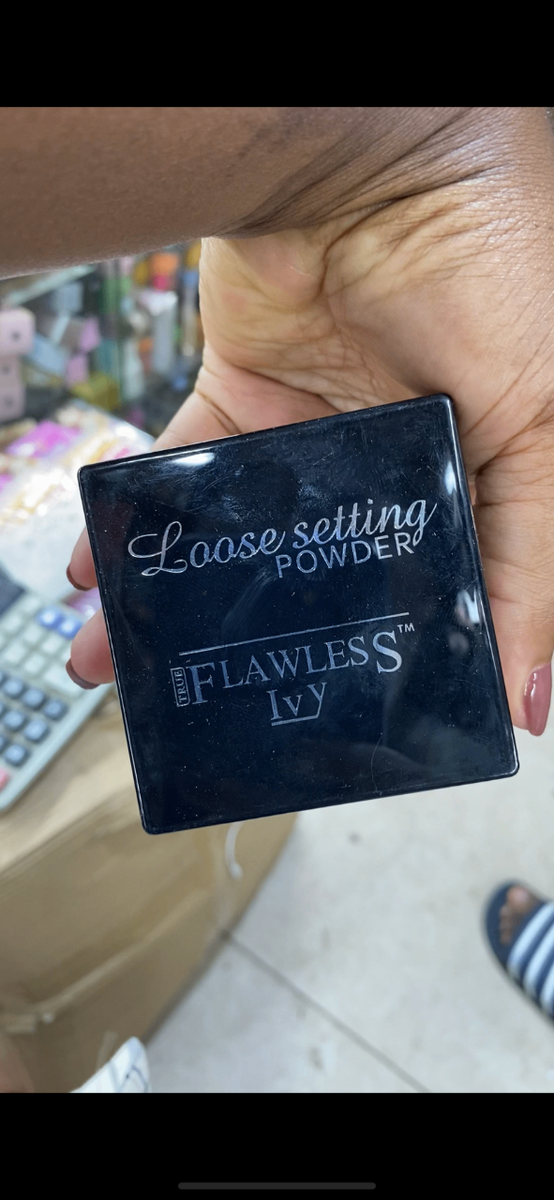 Loose setting
POWDER
TRUE FLAWLESS™
Ivy